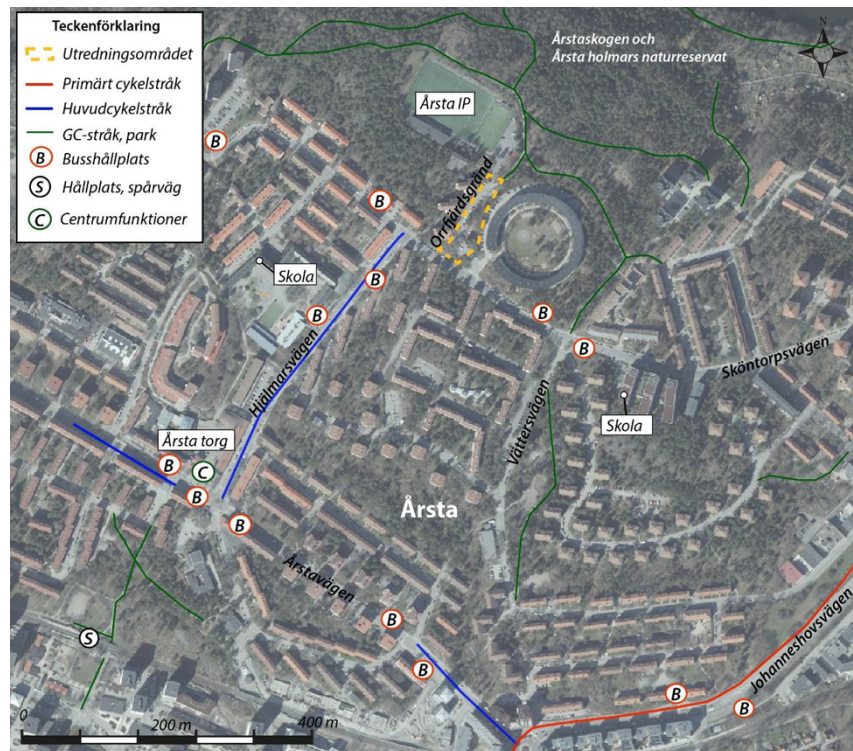 Teckenförklaring
Utredningsområdet
Primärt cykelstråk
Huvudcykelstråk
GC-stråk, park
B Busshållplats
S Hållplats, spårväg
C Centrumfunktioner
Årstaskogen och
Årsta holmars naturreservat
N
Årsta IP
B
B
Orrfjärdsgränd
Skola
B
B
B
B
Hjälmarsvägen
Sköntorpsvägen
Vättersvägen
Skola
Årsta torg
B
C
B
B
Årsta
Årstavägen
B
B
S
Johanneshovsvägen
B
B
0
200 m
400 m